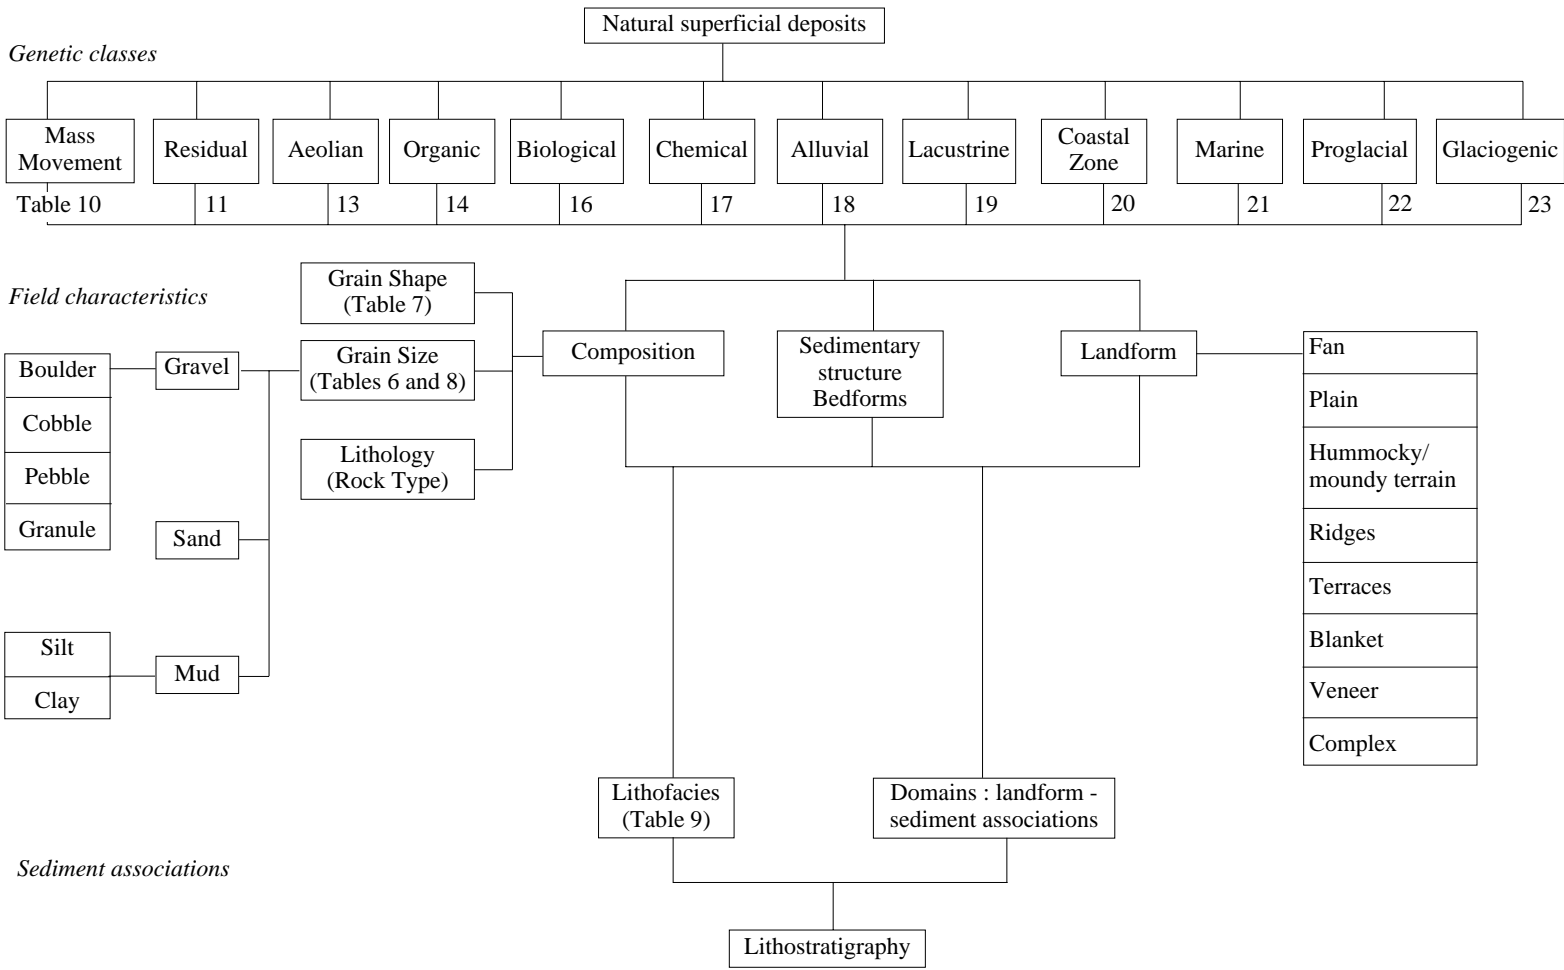 Natural superficial deposits
Genetic classes
Mass
Movement
Residual
Aeolian
Organic
Biological
Chemical
Alluvial
Lacustrine
Coastal
Zone
Marine
Proglacial
Glaciogenic
Table 10
11
13
14
16
17
18
19
20
21
22
23
Field characteristics
Grain Shape
(Table 7)
Grain Size
(Tables 6 and 8)
Lithology
(Rock Type)
Boulder
Cobble
Pebble
Granule
Gravel
Sand
Silt
Clay
Mud
Composition
Sedimentary
structure
Bedforms
Landform
Fan
Plain
Hummocky/
moundy terrain
Ridges
Terraces
Blanket
Veneer
Complex
Lithofacies
(Table 9)
Domains : landform -
sediment associations
Sediment associations
Lithostratigraphy